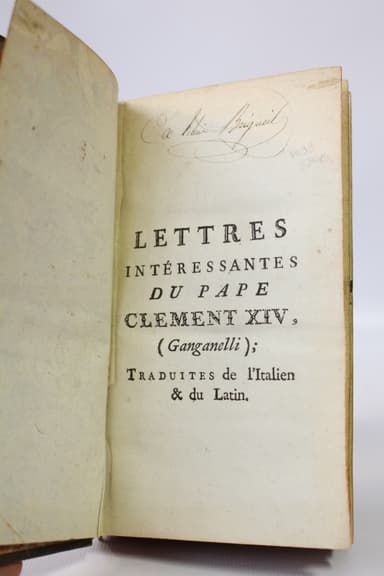 LETTRES
INTÉRESSANTES
DU PAPE
CLEMENT XIV,
(Ganganelli);
TRADUITES de l'Italien
& du Latin.